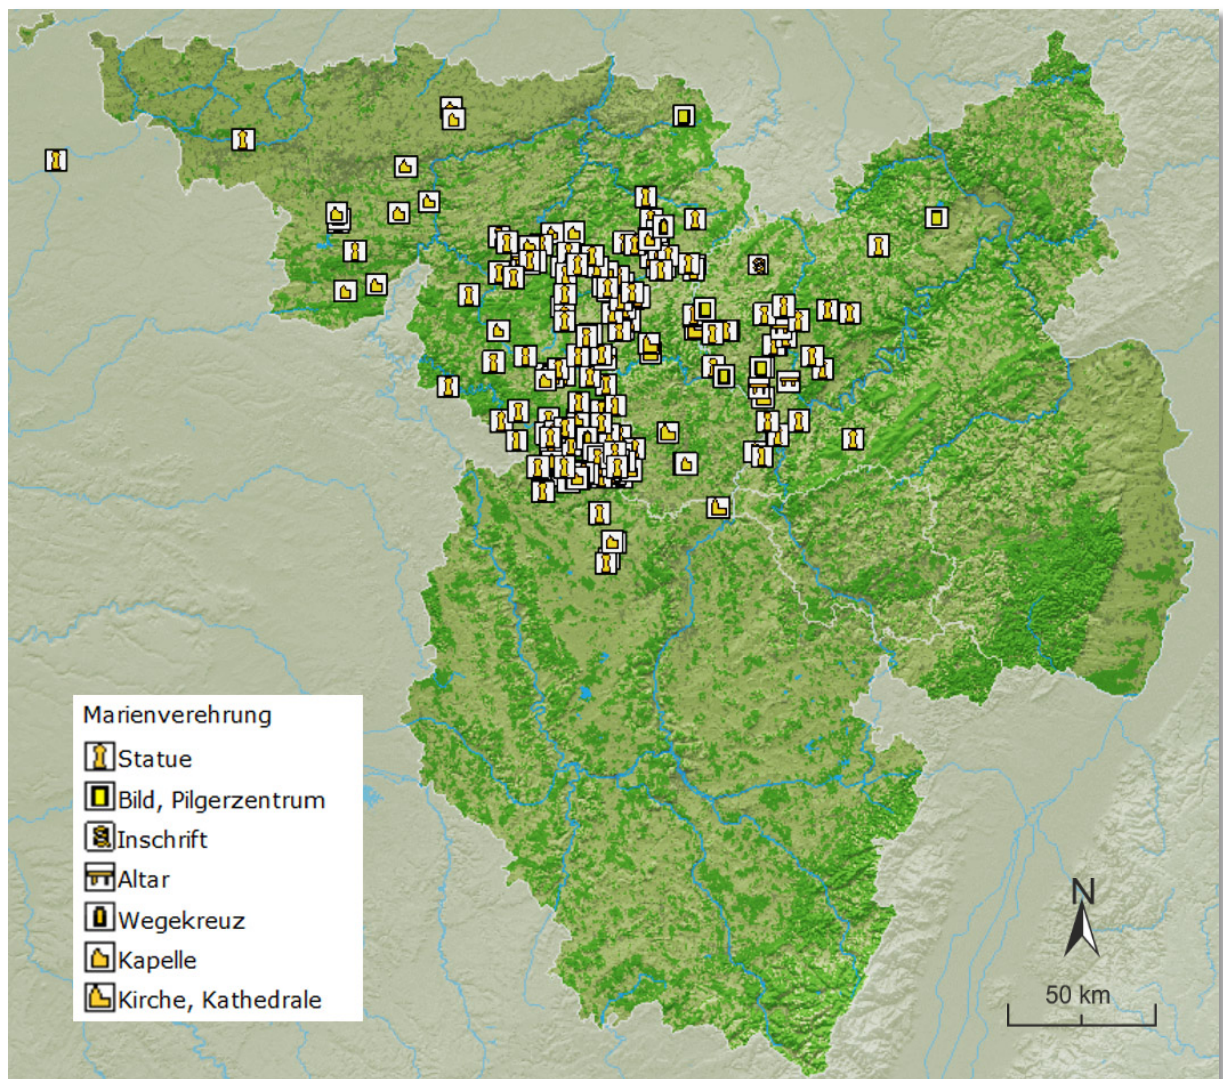 Marienverehrung
Statue
Bild, Pilgerzentrum
Inschrift
Altar
Wegekreuz
Kapelle
Kirche, Kathedrale
N
50 km